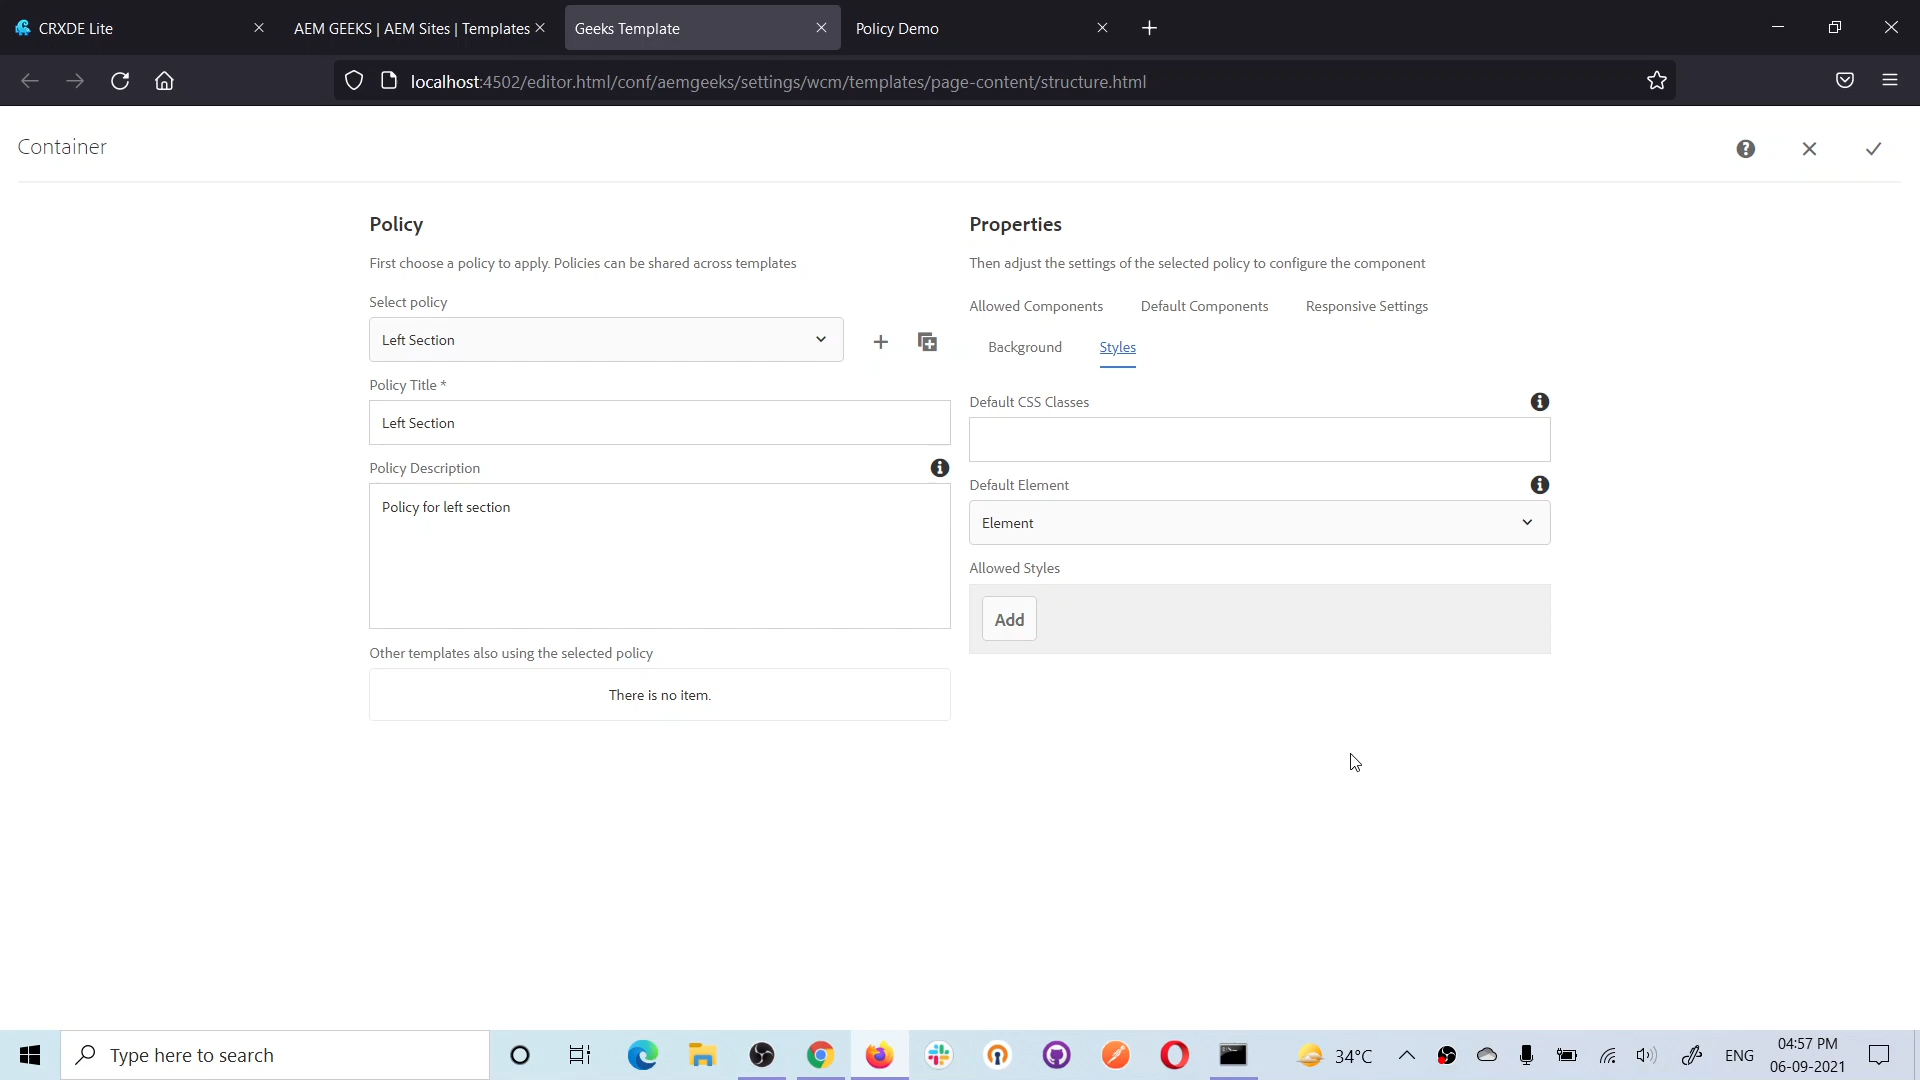 CRXDE Lite
AEM GEEKS | AEM Sites | Templates
Geeks Template
Policy Demo
localhost:4502/editor.html/conf/aemgeeks/settings/wcm/templates/page-content/structure.html
Container
Policy
First choose a policy to apply. Policies can be shared across templates
Select policy
Left Section
Policy Title *
Left Section
Policy Description
Policy for left section
Other templates also using the selected policy
There is no item.
Properties
Then adjust the settings of the selected policy to configure the component
Allowed Components Default Components Responsive Settings
Background Styles
Default CSS Classes
Default Element
Element
Allowed Styles
Add
Type here to search
34°C
ENG
04:57 PM
06-09-2021